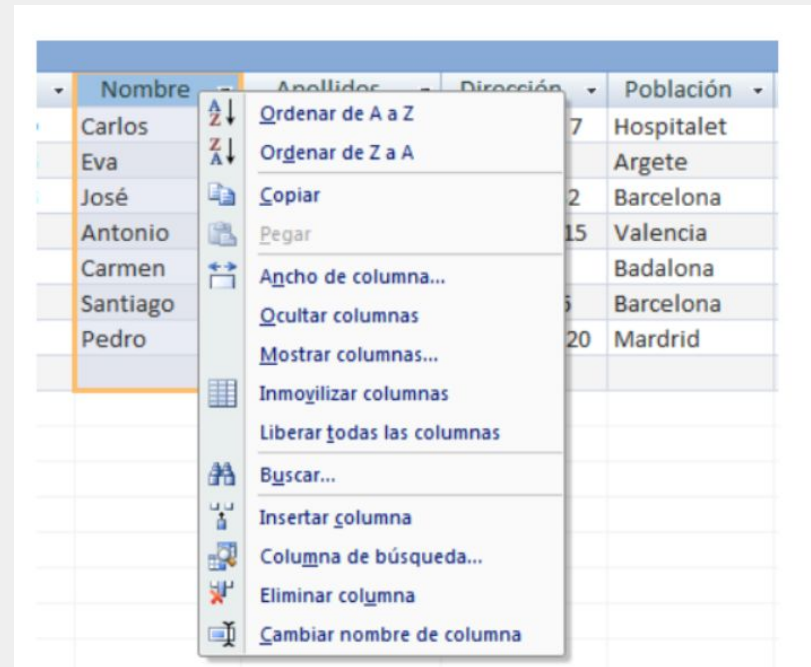 Nombre Apellidos Dirección Población
Carlos 7 Hospitalet
Eva Argete
José 2 Barcelona
Antonio 15 Valencia
Carmen Badalona
Santiago Barcelona
Pedro 20 Mardrid
Ordenar de A a Z
Ordenar de Z a A
Copiar
Pegar
Ancho de columna...
Ocultar columnas
Mostrar columnas...
Inmovilizar columnas
Liberar todas las columnas
Buscar...
Insertar columna
Columna de búsqueda...
Eliminar columna
Cambiar nombre de columna